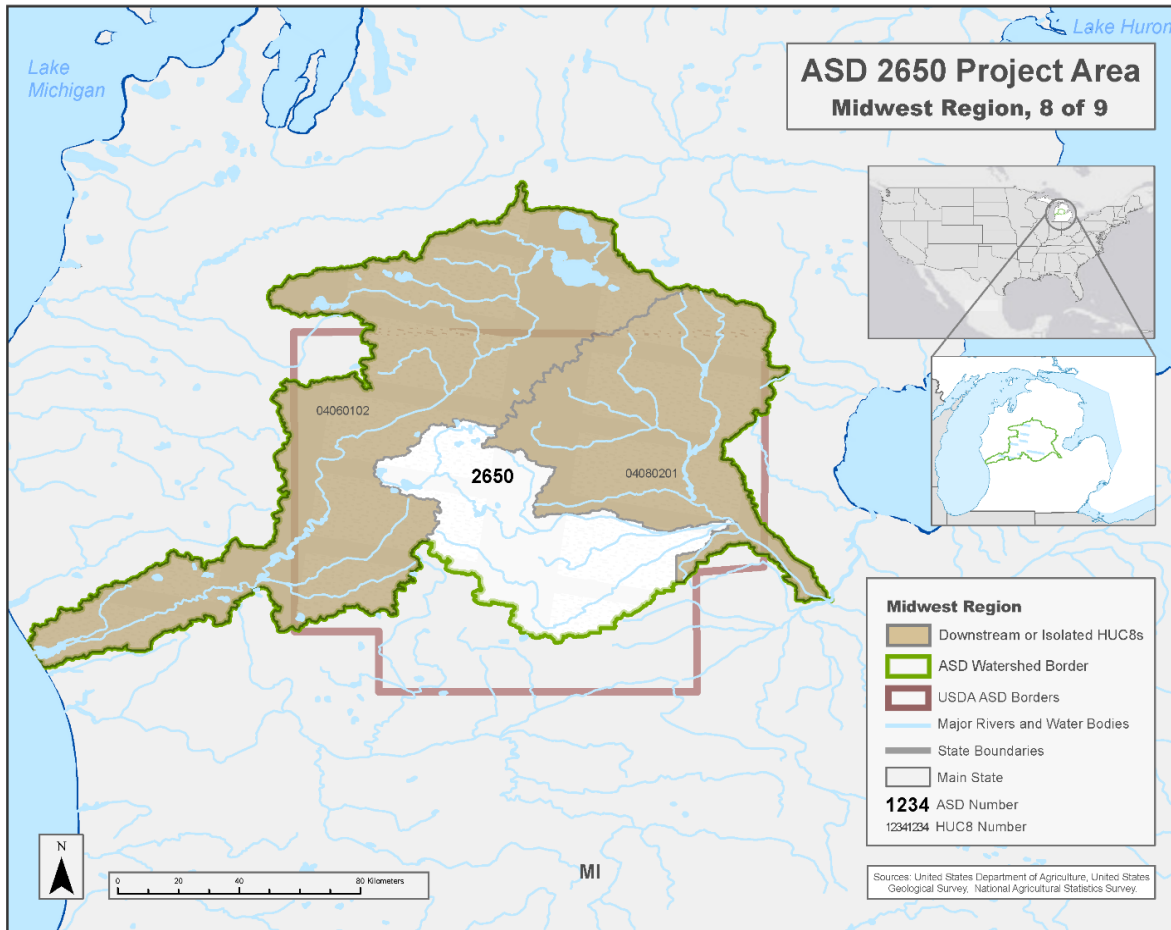 Lake Huron
Lake
Michigan
ASD 2650 Project Area
Midwest Region, 8 of 9
04060102
2650
04080201
Midwest Region
Downstream or Isolated HUC8s
ASD Watershed Border
USDA ASD Borders
Major Rivers and Water Bodies
State Boundaries
Main State
1234 ASD Number
12341234 HUC8 Number
N
0 20 40 80 Kilometers
MI
Sources: United States Department of Agriculture, United States
Geological Survey, National Agricultural Statistics Survey.